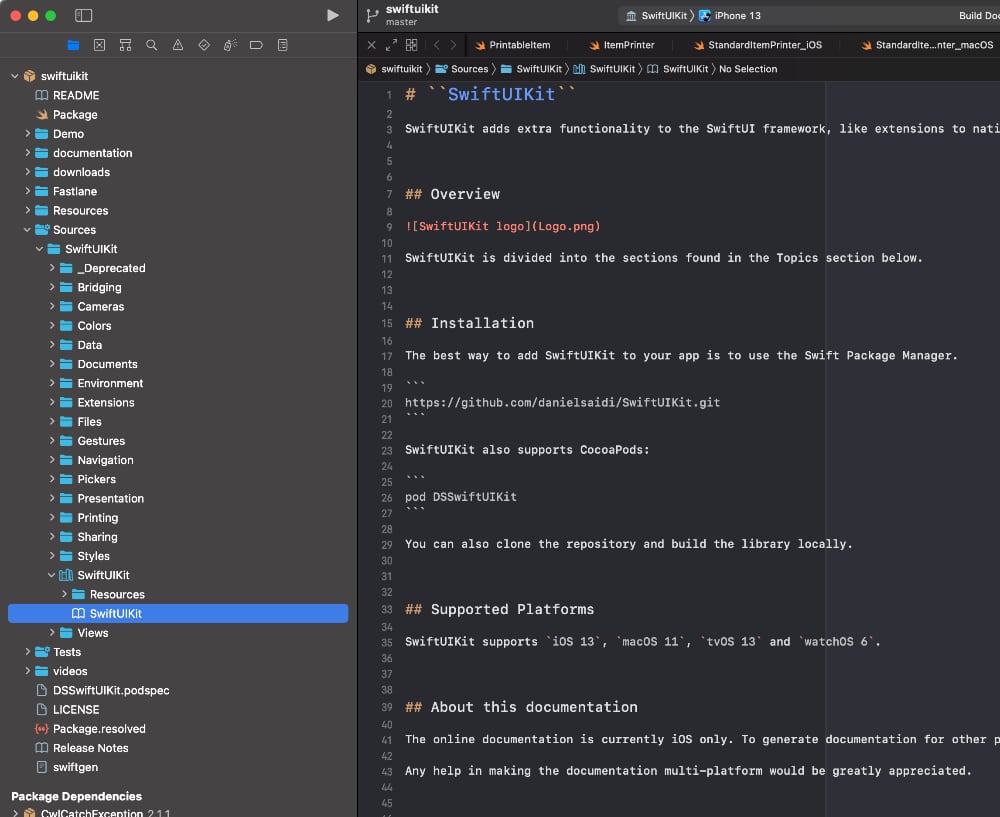 swiftuikit
master
SwiftUIKit
iPhone 13
Build
PrintableItem
ItemPrinter
StandardItemPrinter_iOS
StandardIte...nter_macOS
swiftuikit
Sources
SwiftUIKit
SwiftUIKit
SwiftUIKit
No Selection
swiftuikit
README
Package
Demo
documentation
downloads
Fastlane
Resources
Sources
SwiftUIKit
_Deprecated
Bridging
Cameras
Colors
Data
Documents
Environment
Extensions
Files
Gestures
Navigation
Pickers
Presentation
Printing
Sharing
Styles
SwiftUIKit
Resources
SwiftUIKit
Views
Tests
videos
DSSwiftUIKit.podspec
LICENSE
Package.resolved
Release Notes
swiftgen
Package Dependencies
CwlCatchException 2.1.1
1 # ``SwiftUIKit``
2
3 SwiftUIKit adds extra functionality to the SwiftUI framework, like extensions to
4
5
6
7 ## Overview
8
9 ![SwiftUIKit logo](Logo.png)
10
11 SwiftUIKit is divided into the sections found in the Topics section below.
12
13
14
15 ## Installation
16
17 The best way to add SwiftUIKit to your app is to use the Swift Package Manager.
18
19 ```
20 https://github.com/danielsaidi/SwiftUIKit.git
21 ```
22
23 SwiftUIKit also supports CocoaPods:
24
25 ```
26 pod DSSwiftUIKit
27 ```
28
29 You can also clone the repository and build the library locally.
30
31
32
33 ## Supported Platforms
34
35 SwiftUIKit supports `iOS 13`, `macOS 11`, `tvOS 13` and `watchOS 6`.
36
37
38
39 ## About this documentation
40
41 The online documentation is currently iOS only. To generate documentation for other
42
43 Any help in making the documentation multi-platform would be greatly appreciated.
44
45